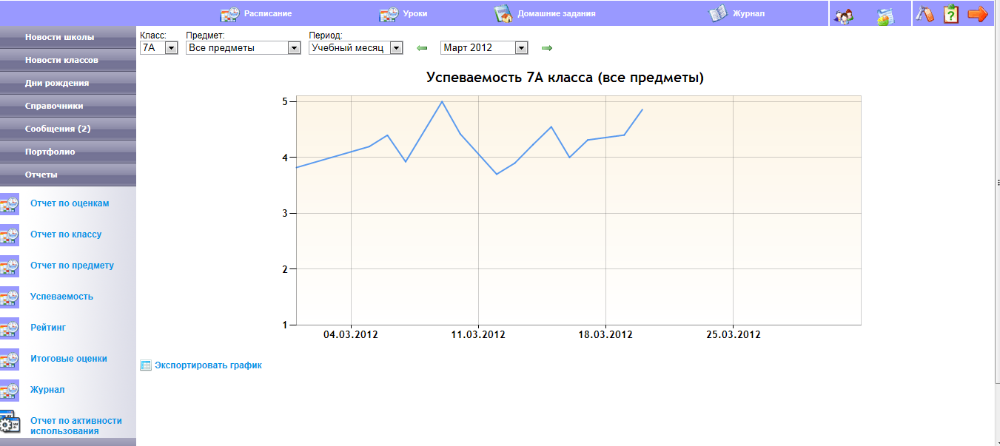 Расписание
Уроки
Домашние задания
Журнал
Новости школы
Новости классов
Дни рождения
Справочники
Сообщения (2)
Портфолио
Отчеты
Отчет по оценкам
Отчет по классу
Отчет по предмету
Успеваемость
Рейтинг
Итоговые оценки
Журнал
Отчет по активности
использования
Класс: Предмет: Период:
7А Все предметы Учебный месяц Март 2012
Успеваемость 7А класса (все предметы)
5
4
3
2
1
04.03.2012 11.03.2012 18.03.2012 25.03.2012
Экспортировать график